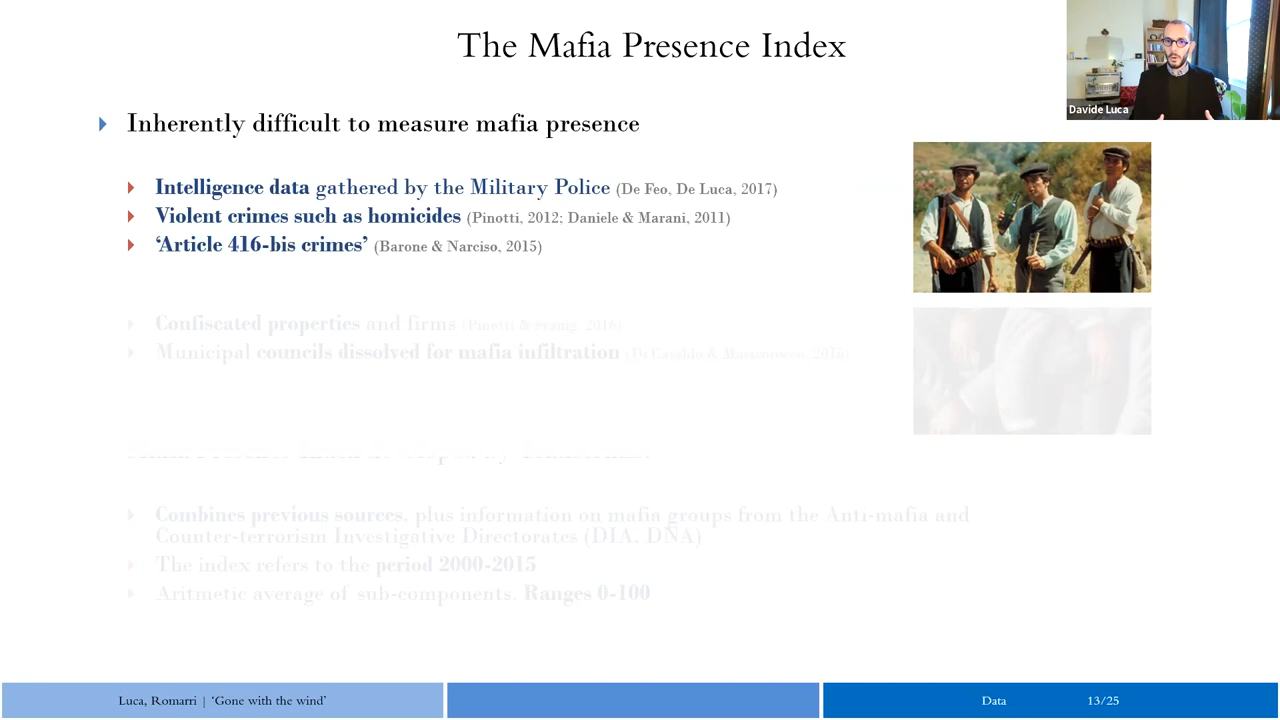 The Mafia Presence Index
Davide Luca
Inherently difficult to measure mafia presence
Intelligence data gathered by the Military Police (De Feo, De Luca, 2017)
Violent crimes such as homicides (Pinotti, 2012; Daniele & Marani, 2011)
‘Article 416-bis crimes’ (Barone & Narciso, 2015)
Confiscated properties and firms (Pinotti & 2016)
Municipal councils dissolved for mafia infiltration
Combines previous sources, plus information on mafia groups from the Anti-mafia and
Counter-terrorism Investigative Directorates (DIA, DNA)
The index refers to the period 2000-2015
Aritmetic average of sub-components. Ranges 0-100
Luca, Romarri | ‘Gone with the wind’
Data 13/25